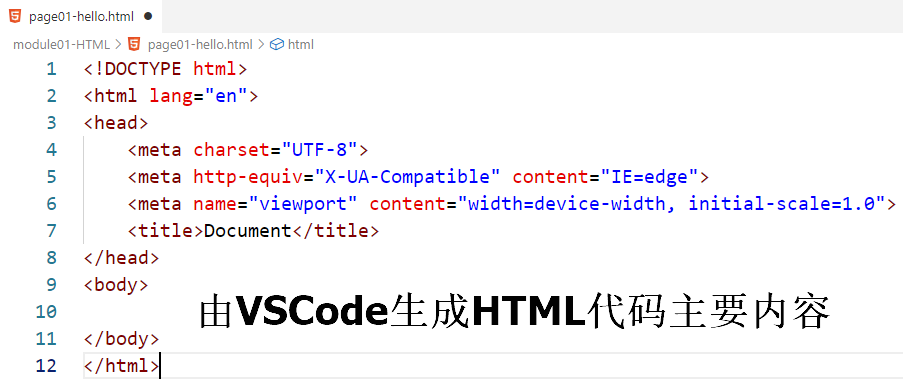 page01-hello.html
module01-HTML > page01-hello.html > html
1 <!DOCTYPE html>
2 <html lang="en">
3 <head>
4     <meta charset="UTF-8">
5     <meta http-equiv="X-UA-Compatible" content="IE=edge">
6     <meta name="viewport" content="width=device-width, initial-scale=1.0">
7     <title>Document</title>
8 </head>
9 <body>
10
由VSCode生成HTML代码主要内容
11 </body>
12 </html>